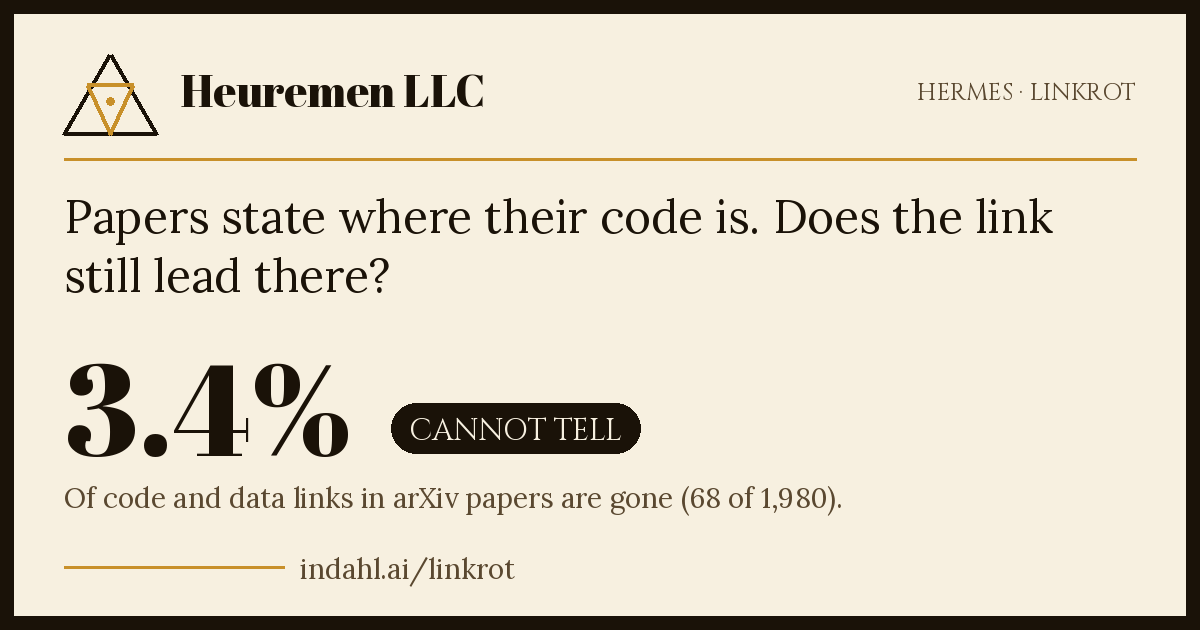 Heuremen LLC
HERMES · LINKROT
Papers state where their code is. Does the link
still lead there?
3.4%
CANNOT TELL
Of code and data links in arXiv papers are gone (68 of 1,980).
indahl.ai/linkrot